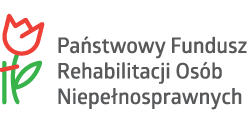 Państwowy Fundusz
Rehabilitacji Osób
Niepełnosprawnych